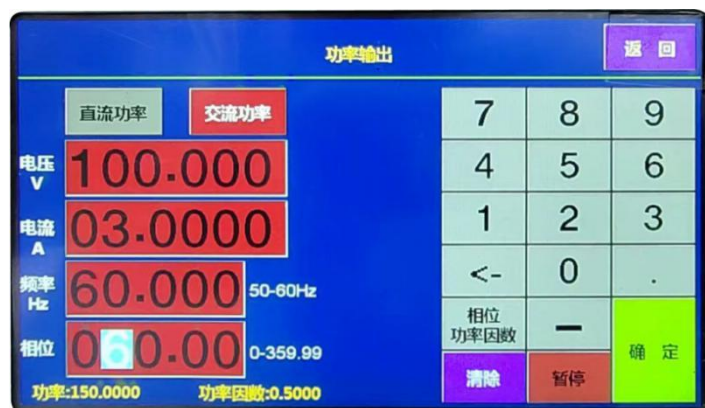 功率输出
返 回
直流功率
交流功率
电压
V
100.000
电流
A
03.0000
频率
Hz
60.000
50-60Hz
相位
060.00
0-359.99
功率:150.0000
功率因数:0.5000
7 8 9
4 5 6
1 2 3
<- 0 .
相位
功率因数
-
确 定
清除
暂停